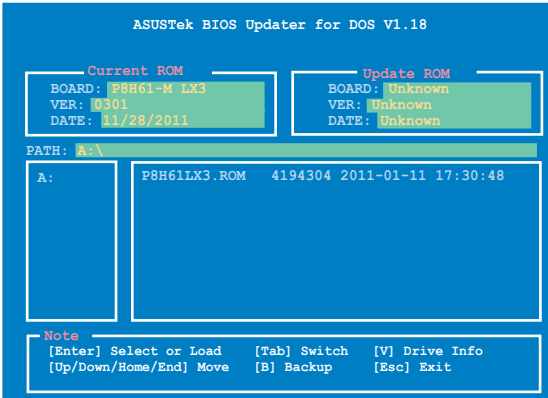 ASUSTek BIOS Updater for DOS V1.18
Current ROM
BOARD: P8H61-M LX3
VER: 0301
DATE: 11/28/2011
Update ROM
BOARD: Unknown
VER: Unknown
DATE: Unknown
PATH: A:\
A:
P8H61LX3.ROM 4194304 2011-01-11 17:30:48
Note
[Enter] Select or Load [Tab] Switch [V] Drive Info
[Up/Down/Home/End] Move [B] Backup [Esc] Exit